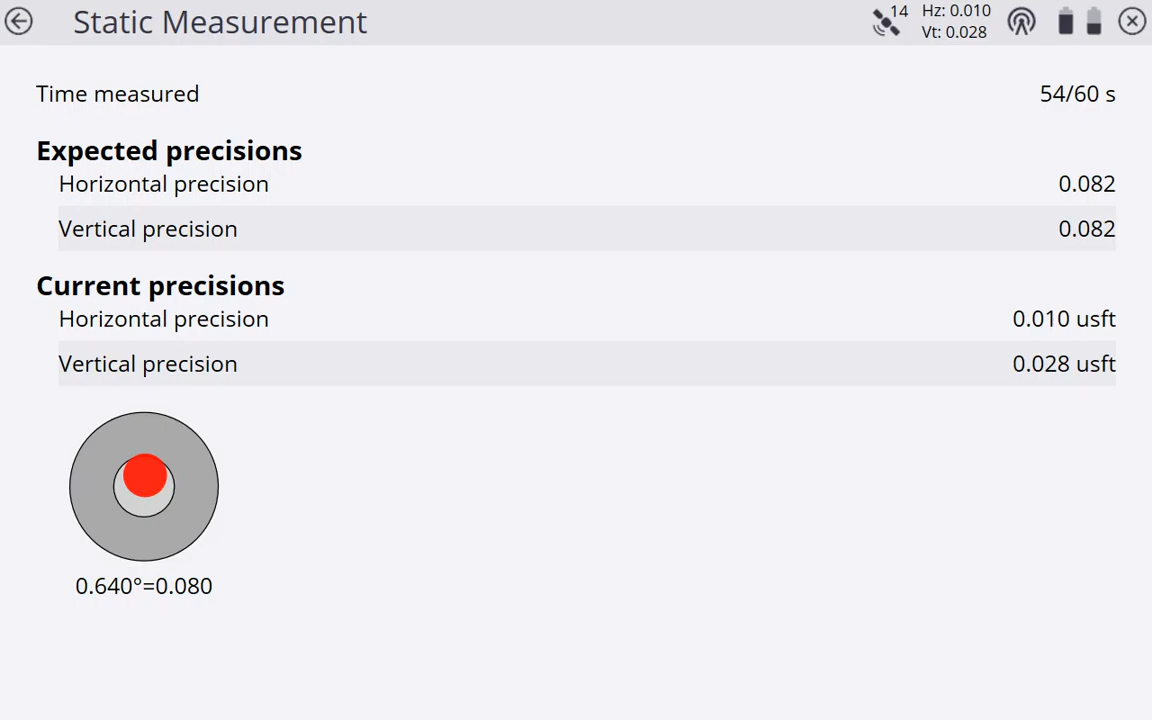 Static Measurement
14
Hz: 0.010
Vt: 0.028
Time measured 54/60 s
Expected precisions
Horizontal precision 0.082
Vertical precision 0.082
Current precisions
Horizontal precision 0.010 usft
Vertical precision 0.028 usft
0.640°=0.080